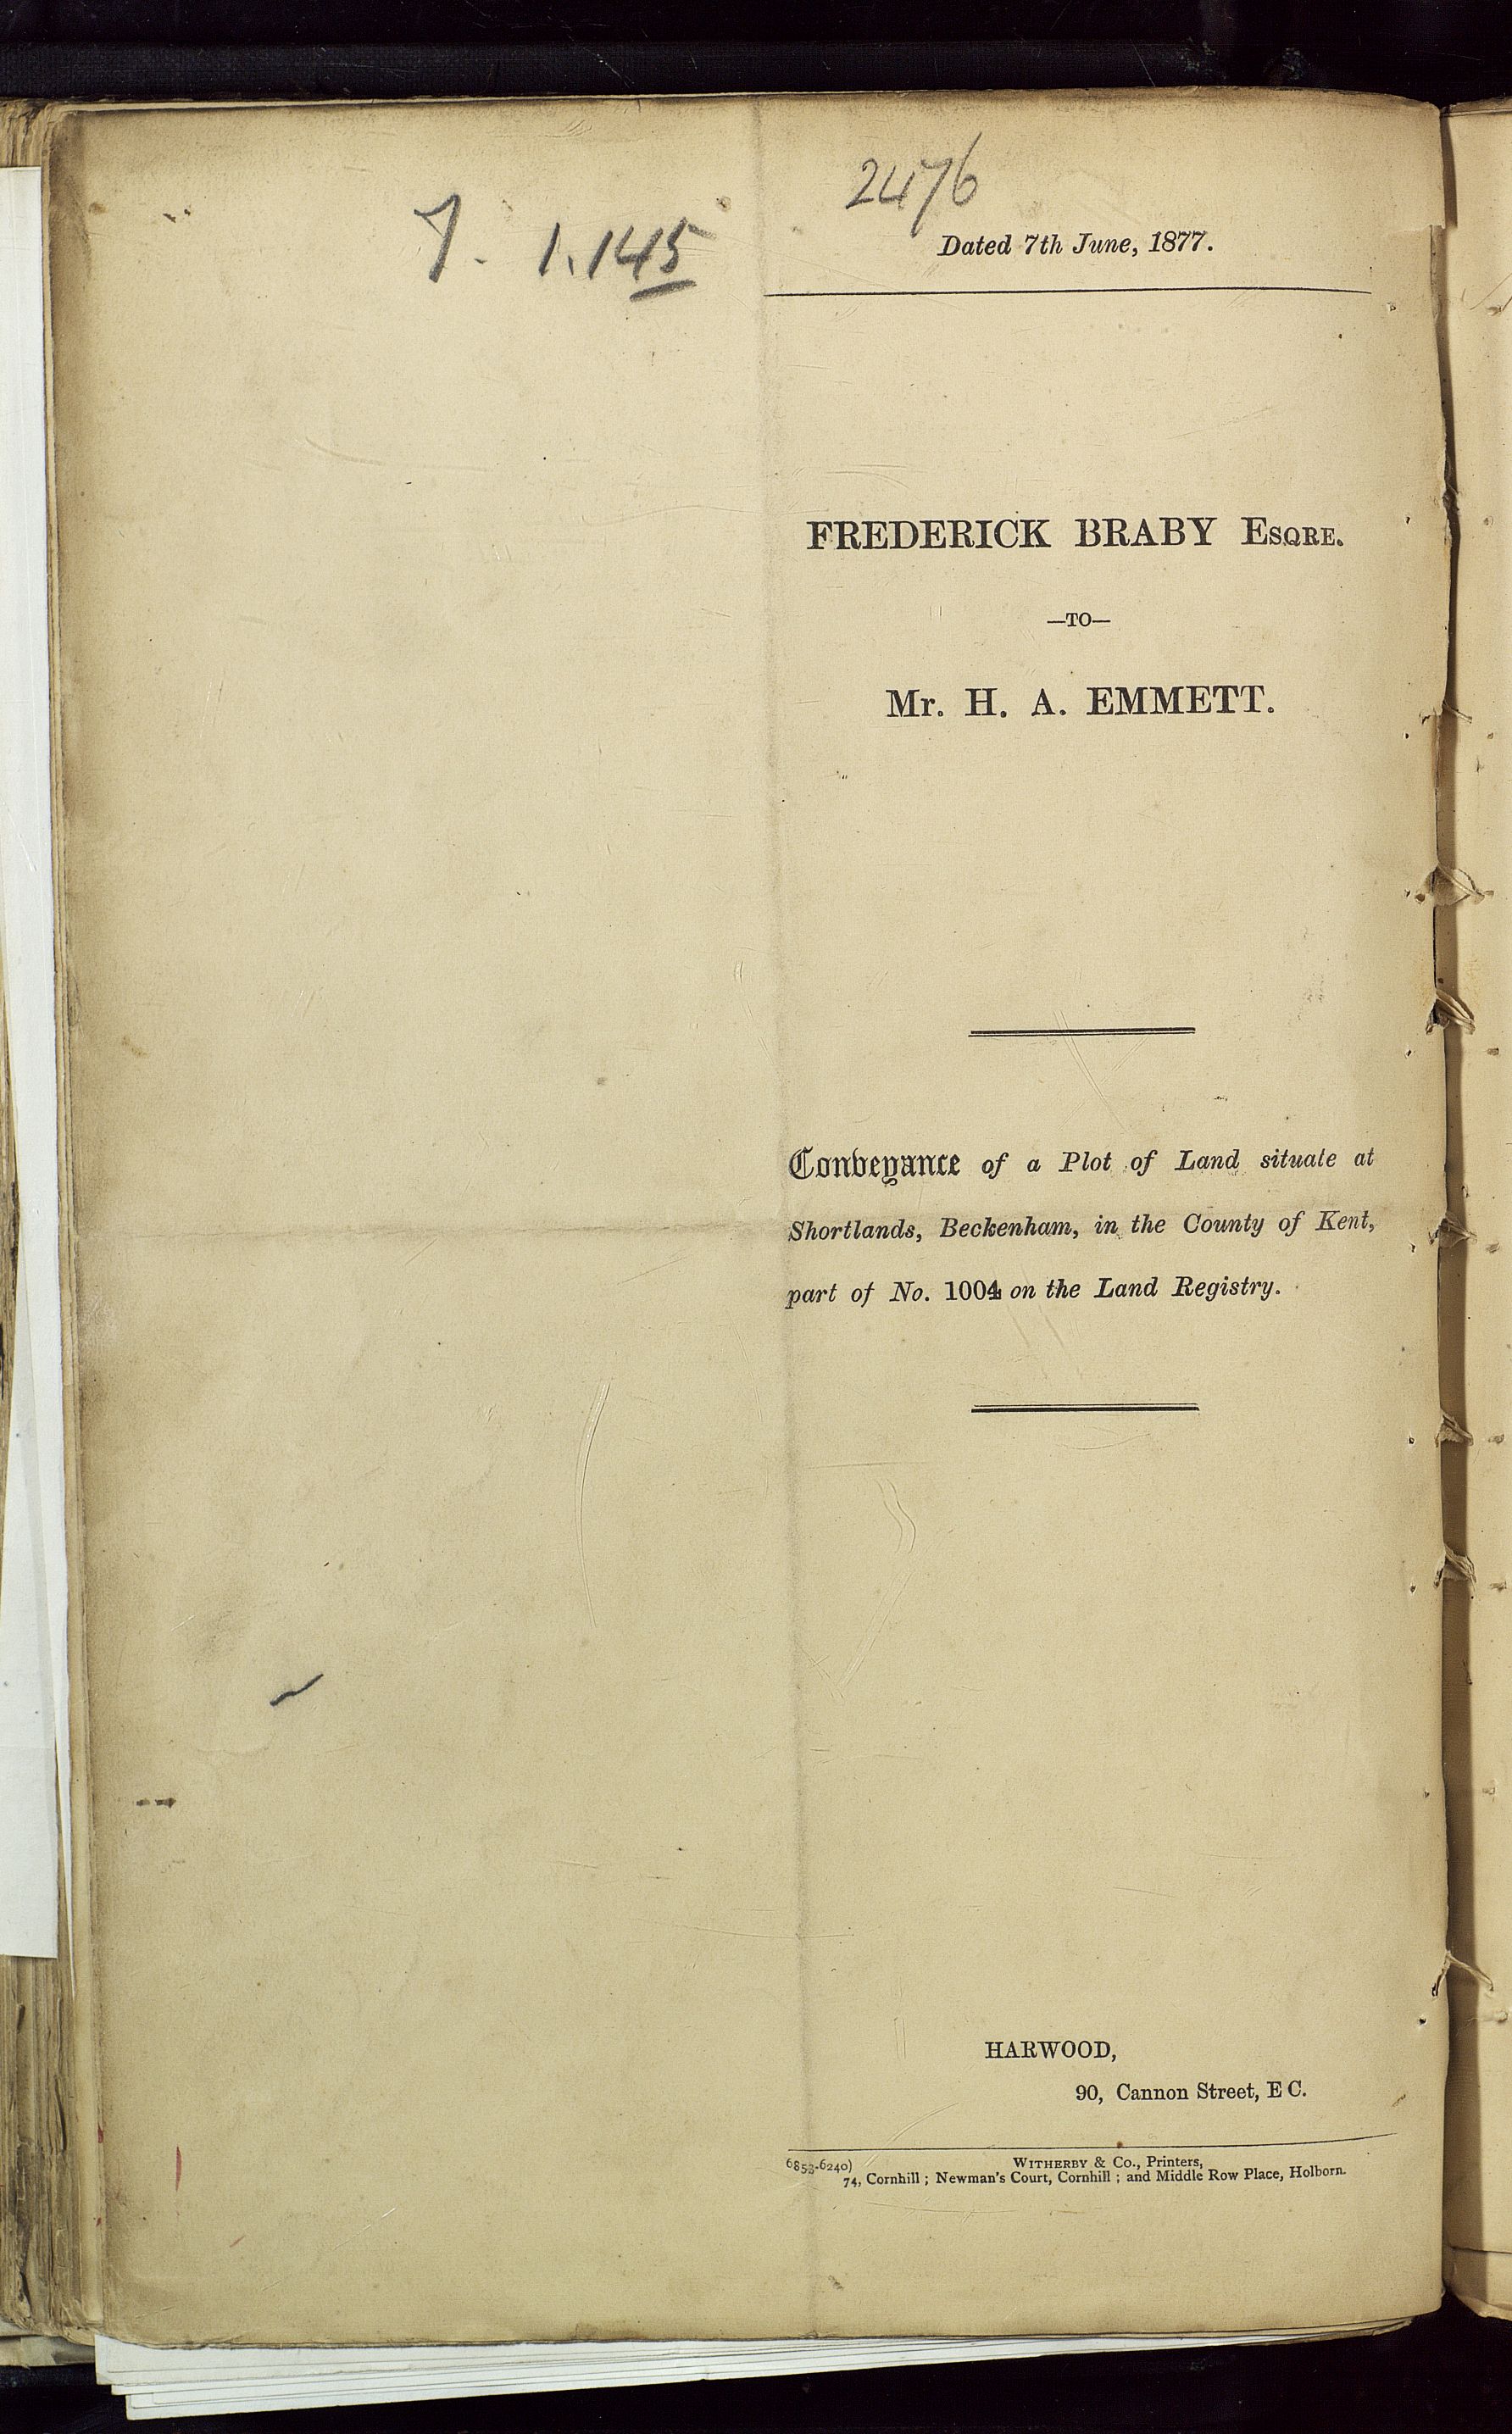 2476
7. 1.145
Dated 7th June, 1877.
FREDERICK BRABY ESQRE.
—TO—
Mr. H. A. EMMETT.
Conveyance of a Plot of Land situate at
Shortlands, Beckenham, in the County of Kent,
part of No. 1004 on the Land Registry.
HARWOOD,
90, Cannon Street, E C.
6853-6240) WITHERBY & Co., Printers,
74, Cornhill ; Newman's Court, Cornhill ; and Middle Row Place, Holborn.